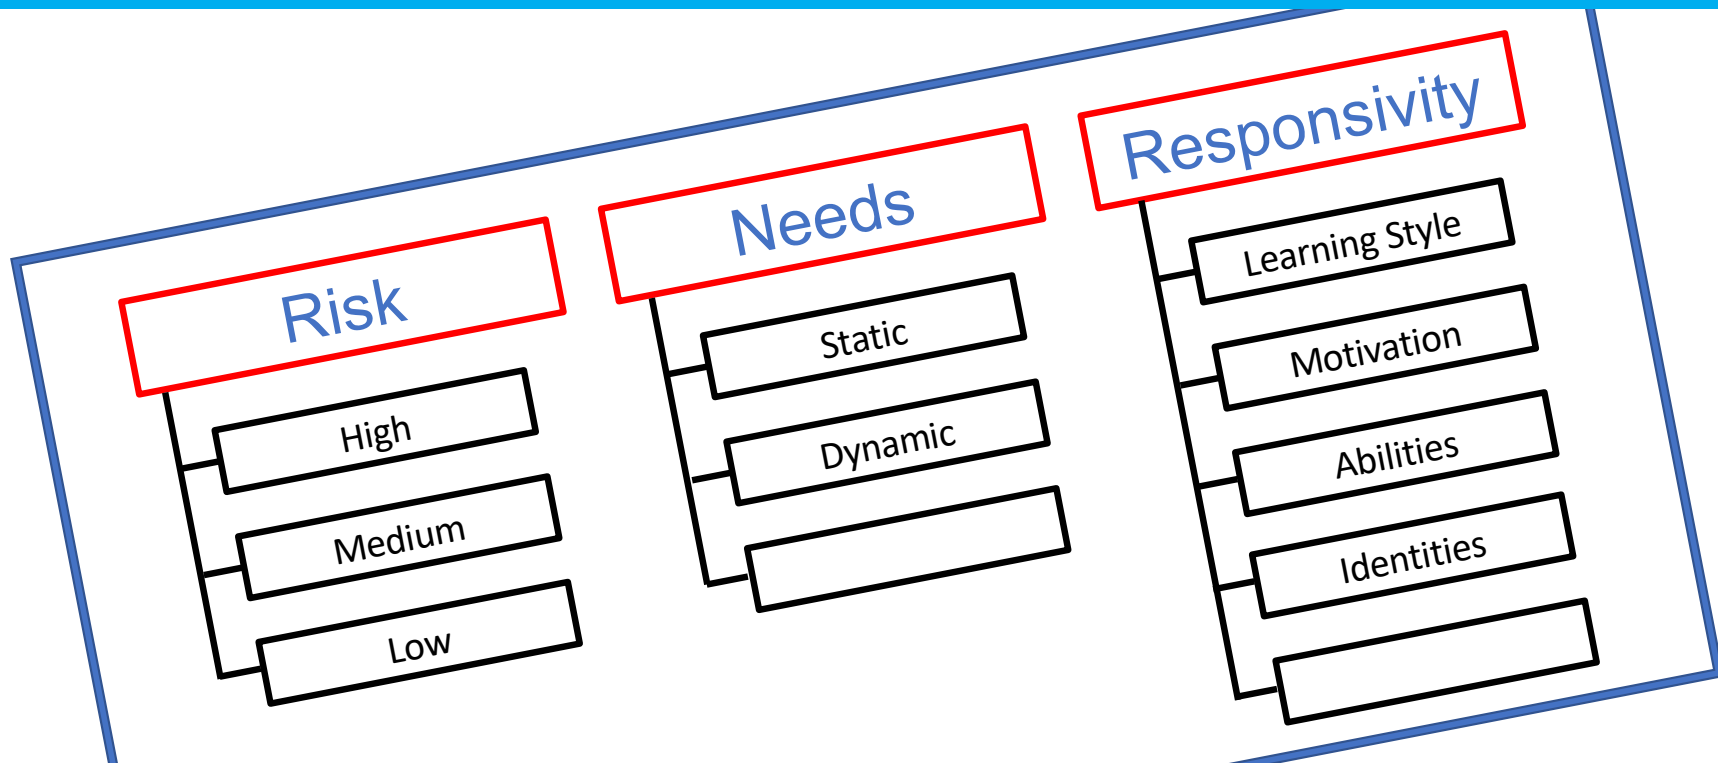 Risk
High
Medium
Low
Needs
Static
Dynamic
Responsivity
Learning Style
Motivation
Abilities
Identities